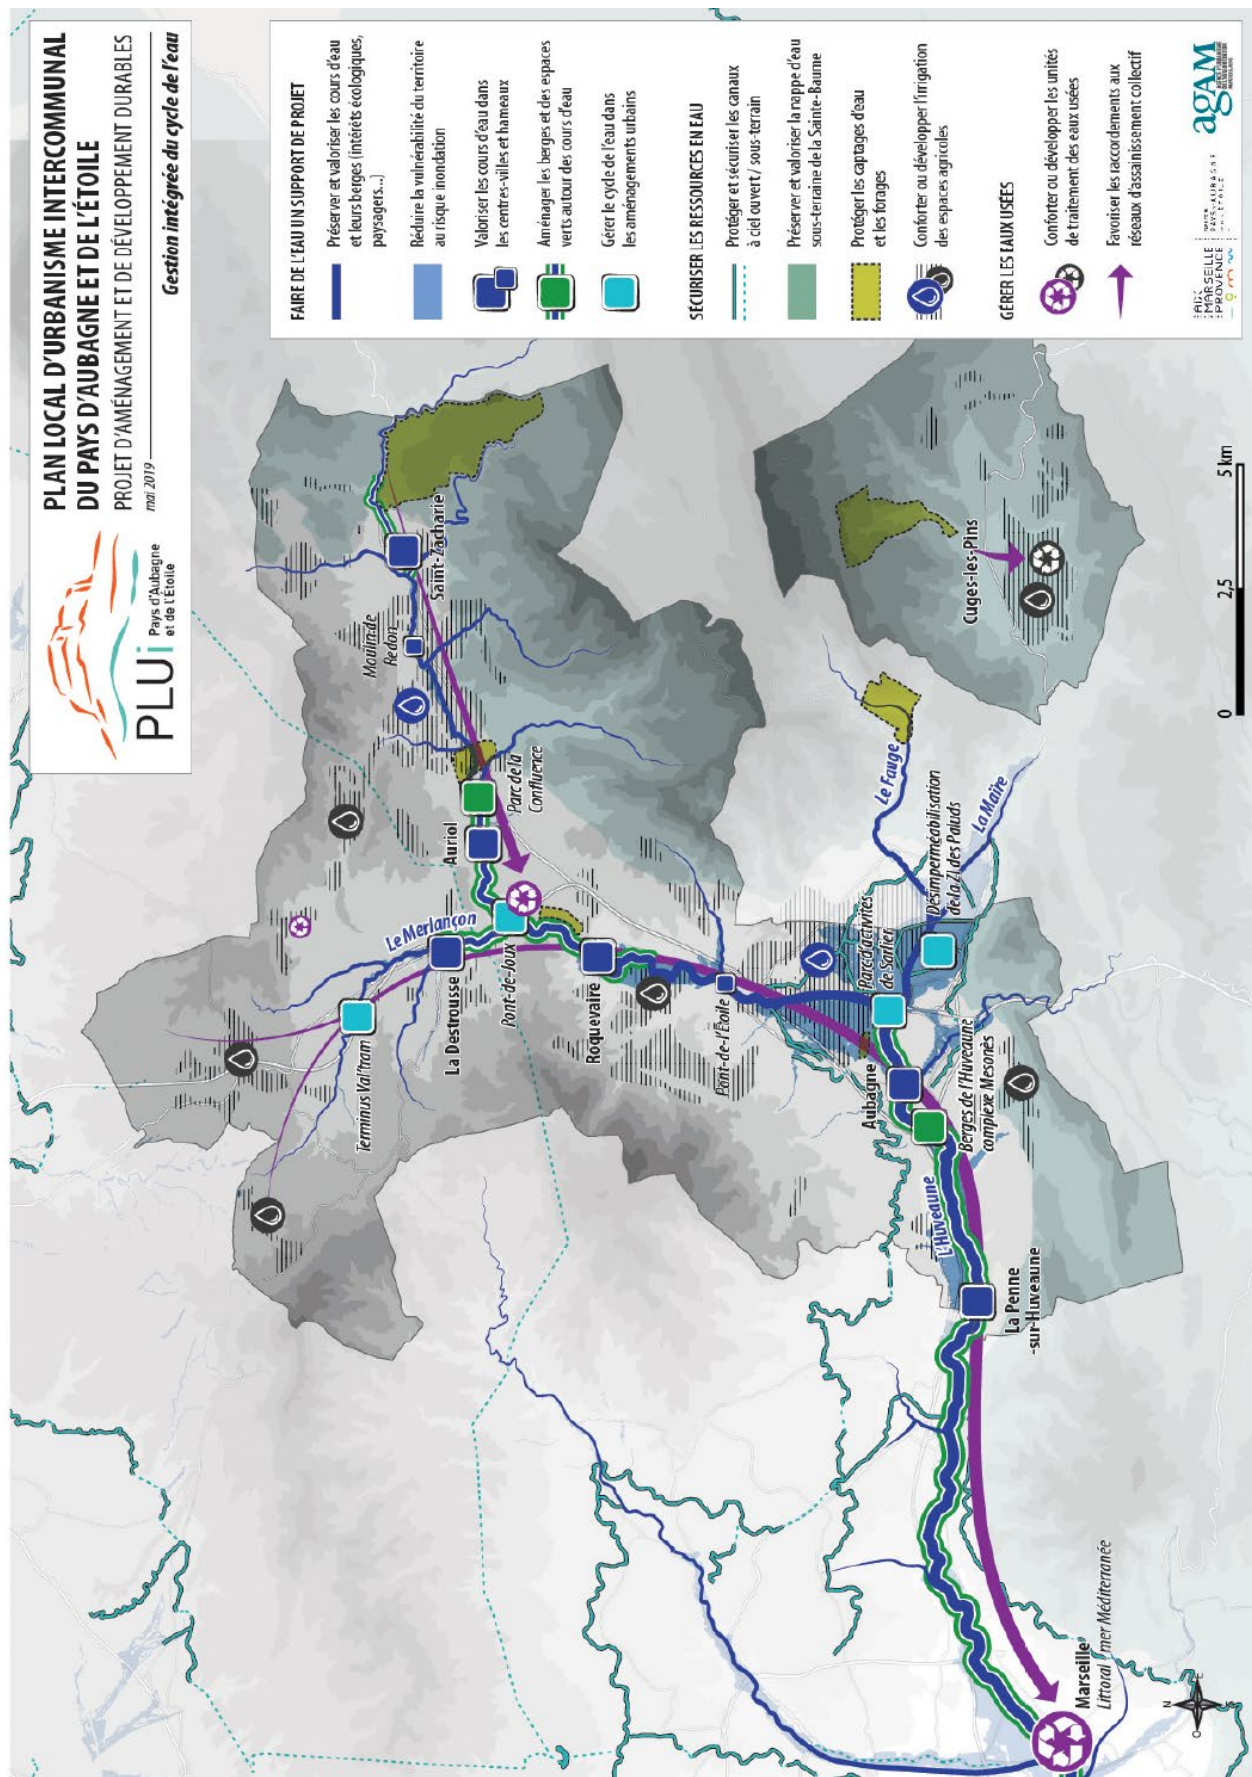 PLAN LOCAL D'URBANISME INTERCOMMUNAL
DU PAYS D'AUBAGNE ET DE L'ÉTOILE
PROJET D'AMÉNAGEMENT ET DE DÉVELOPPEMENT DURABLES
mai 2019
Gestion intégrée du cycle de l'eau
PLUi
Pays d'Aubagne
et de l'Étoile
FAIRE DE L'EAU UN SUPPORT DE PROJET
Préserver et valoriser les cours d'eau
et leurs berges (intérêts écologiques,
paysagers...)
Réduire la vulnérabilité du territoire
au risque inondation
Valoriser les cours d'eau dans
les centres-villes et hameaux
Aménager les berges et des espaces
verts autour des cours d'eau
Gérer le cycle de l'eau dans
les aménagements urbains
SÉCURISER LES RESSOURCES EN EAU
Protéger et sécuriser les canaux
à ciel ouvert / sous-terrain
Préserver et valoriser la nappe d'eau
sous-terraine de la Sainte-Baume
Protéger les captages d'eau
et les forages
Conforter ou développer l'irrigation
des espaces agricoles
GÉRER LES EAUX USÉES
Conforter ou développer les unités
de traitement des eaux usées
Favoriser les raccordements aux
réseaux d'assainissement collectif
AIX
MARSEILLE
PROVENCE
PAYS D'AUBAGNE
agAM
Saint-Zacharie
Moulin de
Redon
Parc de la
Confluence
Auriol
Le Merlançon
Pont-de-Joux
La Destrousse
Terminus Val'tram
Roquevaire
Pont-de-l'Étoile
Le Fauge
La Maïre
Désimperméabilisation
de la ZI des Paluds
Parc d'activités
de Salier
Aubagne
Berges de l'Huveaune
complexe Mesonès
L'Huveaune
La Penne
-sur-Huveaune
Cuges-les-Pins
Marseille
Littoral / mer Méditerranée
0
2,5
5 km
N
E
S
O